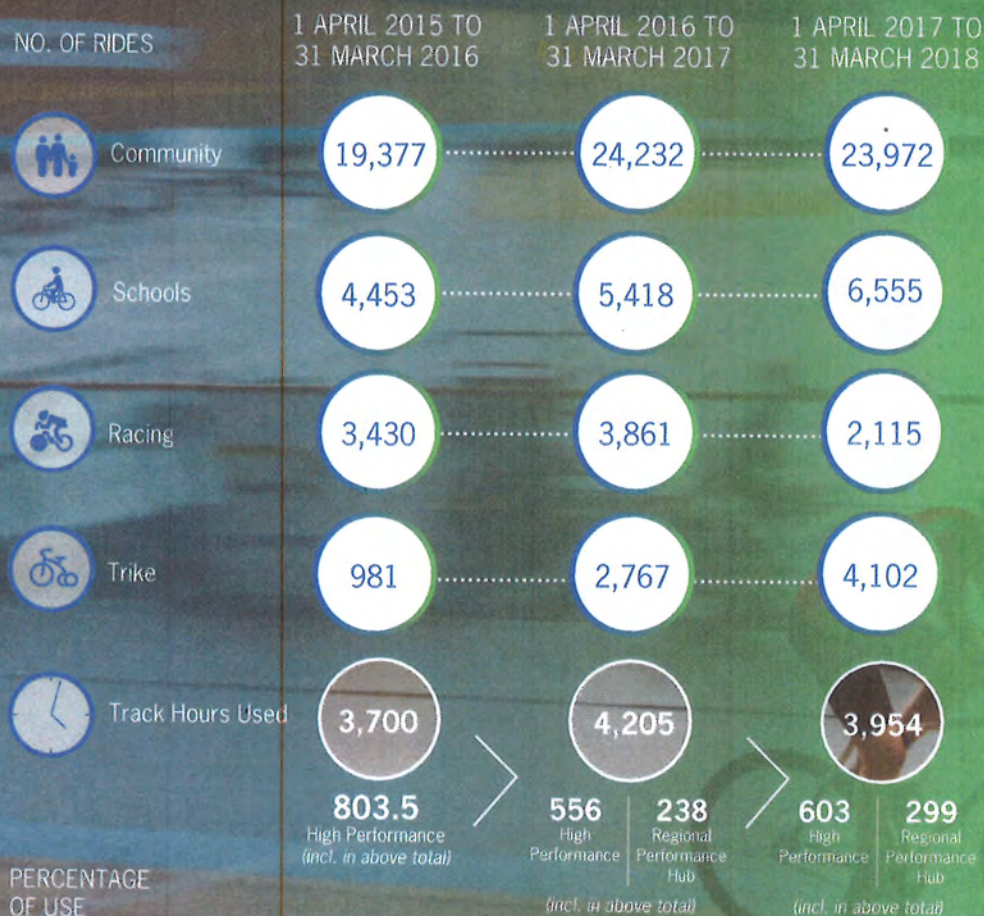 NO. OF RIDES
1 APRIL 2015 TO
31 MARCH 2016
1 APRIL 2016 TO
31 MARCH 2017
1 APRIL 2017 TO
31 MARCH 2018
Community
19,377
24,232
23,972
Schools
4,453
5,418
6,555
Racing
3,430
3,861
2,115
Trike
981
2,767
4,102
Track Hours Used
3,700
4,205
3,954
803.5
High Performance
(incl. in above total)
556
High
Performance
238
Regional
Performance
Hub
(incl. in above total)
603
High
Performance
299
Regional
Performance
Hub
(incl. in above total)
PERCENTAGE
OF USE